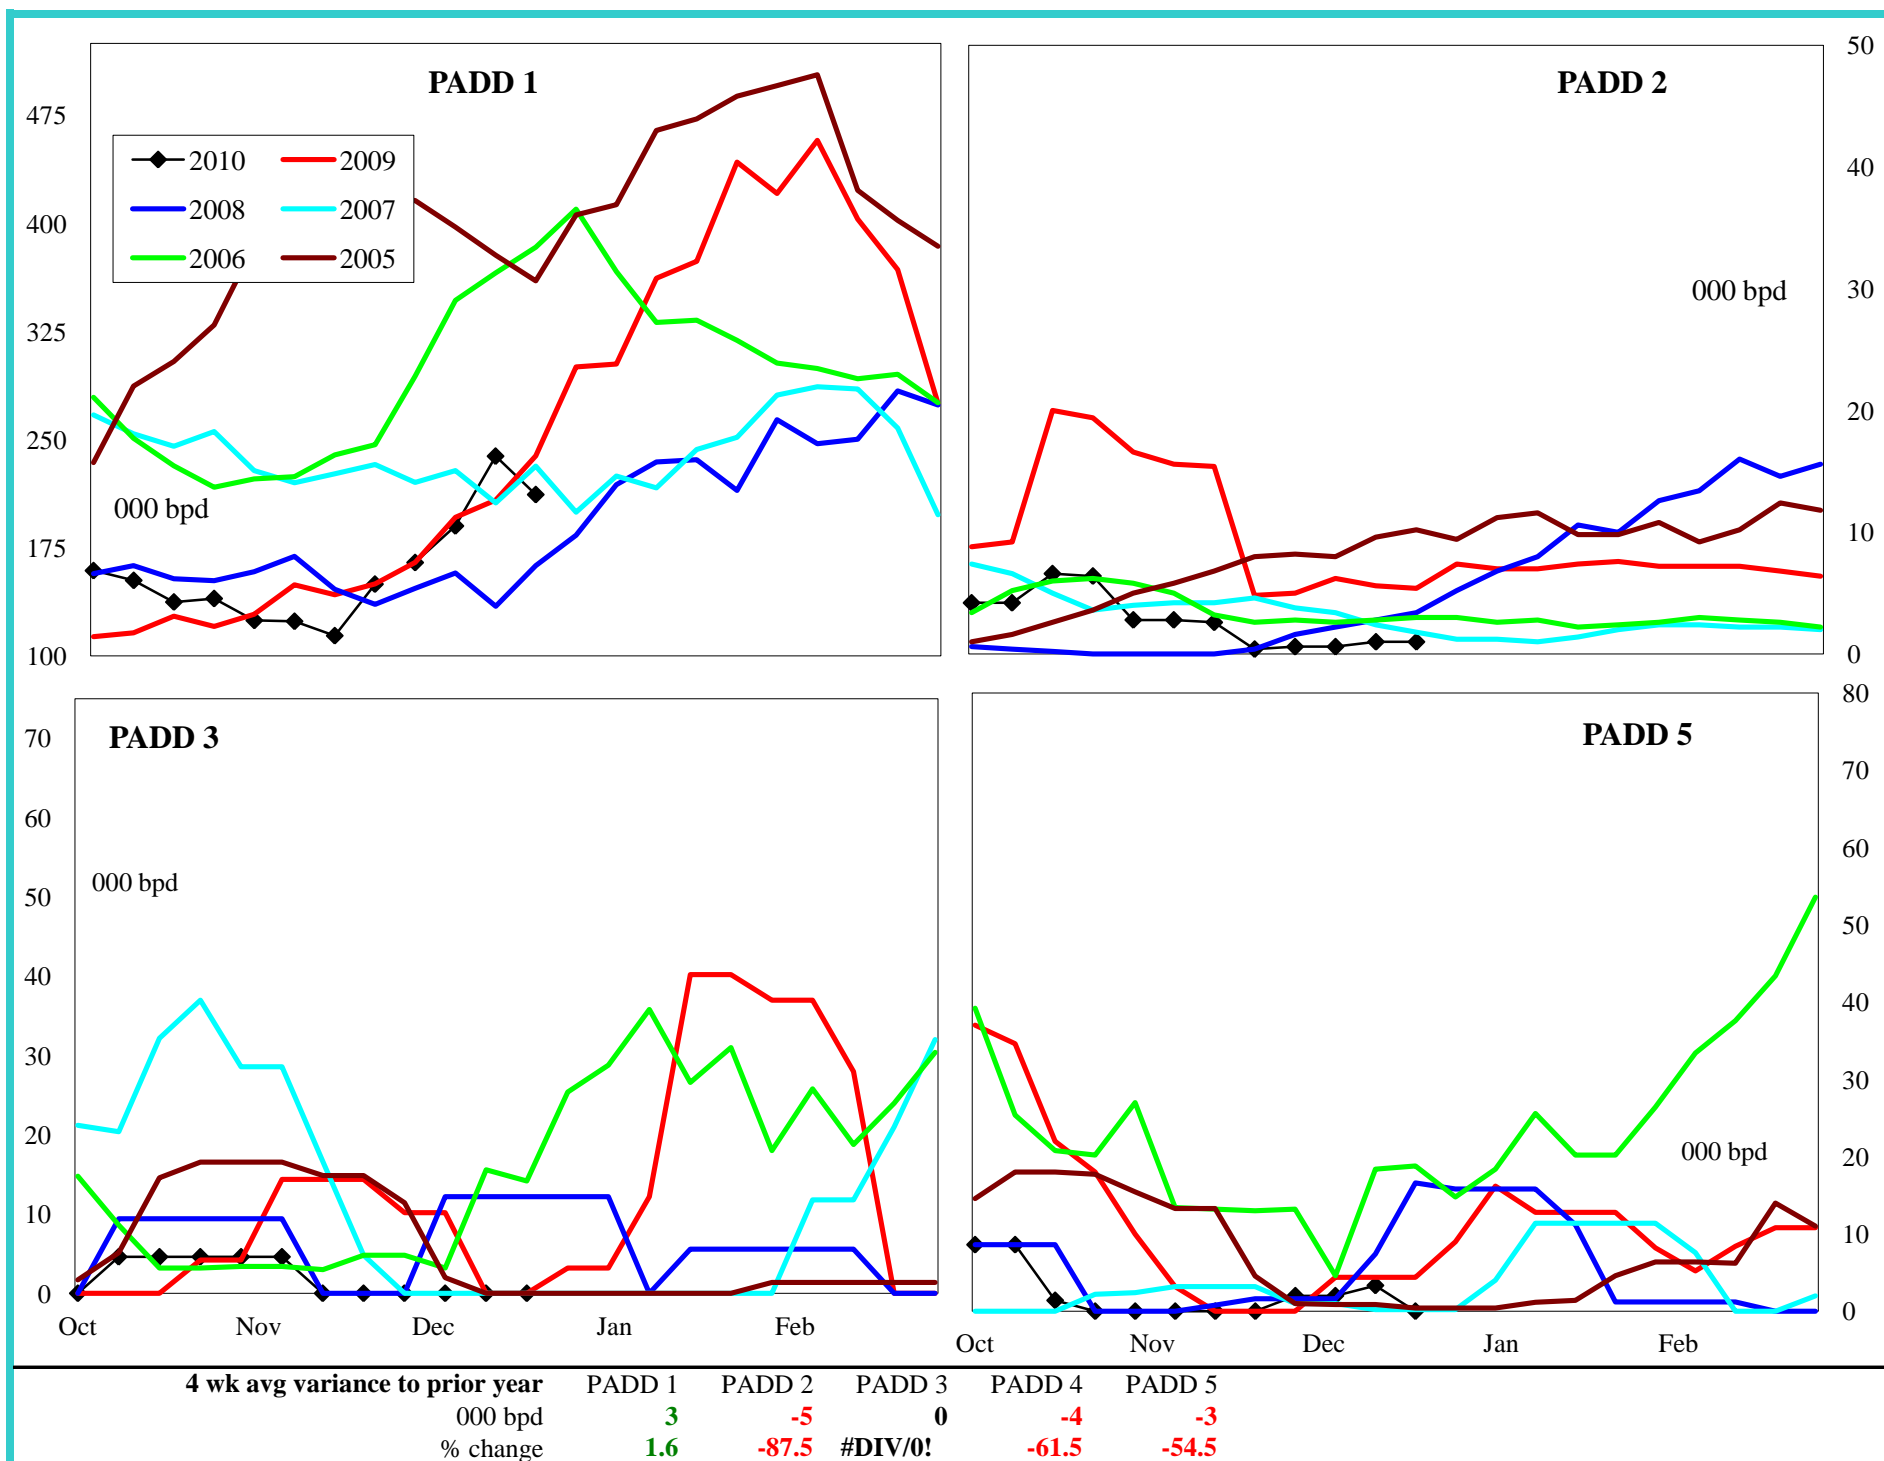 PADD 1
475
400
325
250
175
100
2010 2009
2008 2007
2006 2005
000 bpd
PADD 2
50
40
30
20
10
0
000 bpd
PADD 3
70
60
50
40
30
20
10
0
000 bpd
Oct Nov Dec Jan Feb
PADD 5
80
70
60
50
40
30
20
10
0
000 bpd
Oct Nov Dec Jan Feb
4 wk avg variance to prior year PADD 1 PADD 2 PADD 3 PADD 4 PADD 5
000 bpd 3 -5 0 -4 -3
% change 1.6 -87.5 #DIV/0! -61.5 -54.5